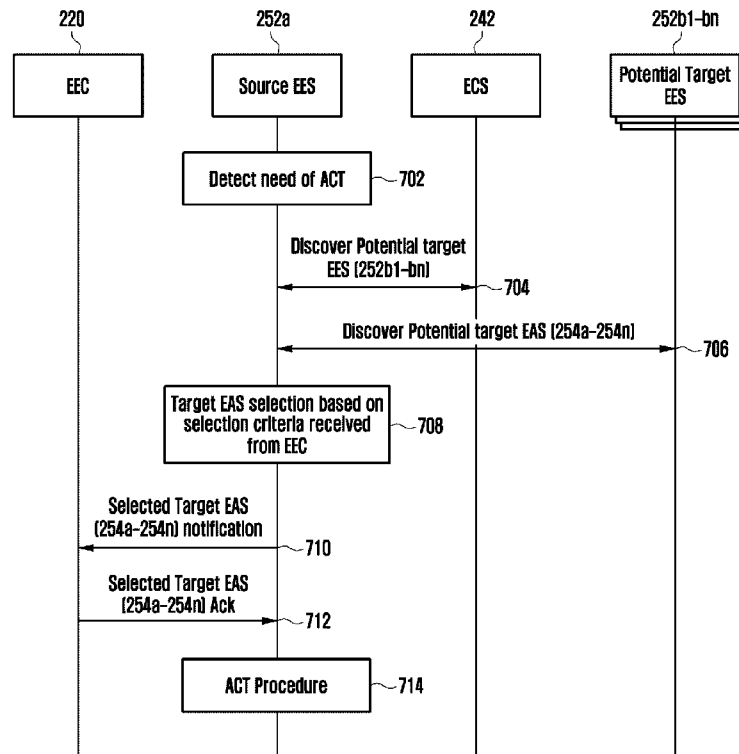 220
252a
242
252b1-bn
EEC
Source EES
ECS
Potential Target
EES
Detect need of ACT
702
Discover Potential target
EES (252b1-bn)
704
Discover Potential target EAS (254a-254n)
706
Target EAS selection based on
selection criteria received
from EEC
708
Selected Target EAS
(254a-254n) notification
710
Selected Target EAS
(254a-254n) Ack
712
ACT Procedure
714